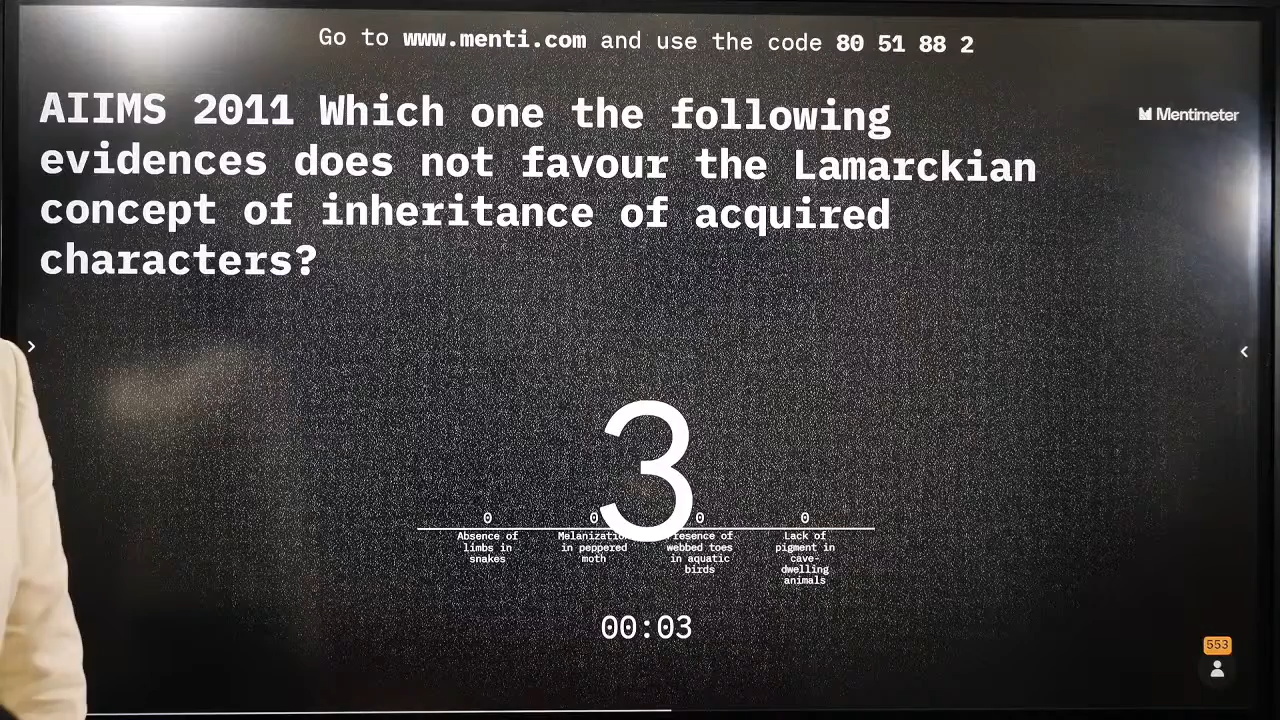 Go to www.menti.com and use the code 80 51 88 2
AIIMS 2011 Which one the following
evidences does not favour the Lamarckian
concept of inheritance of acquired
characters?
Mentimeter
3
0 0 0 0
Absence of
limbs in
snakes
in peppered
moth
webbed toes
in aquatic
birds
Lack of
pigment in
cave-
dwelling
animals
00:03
553